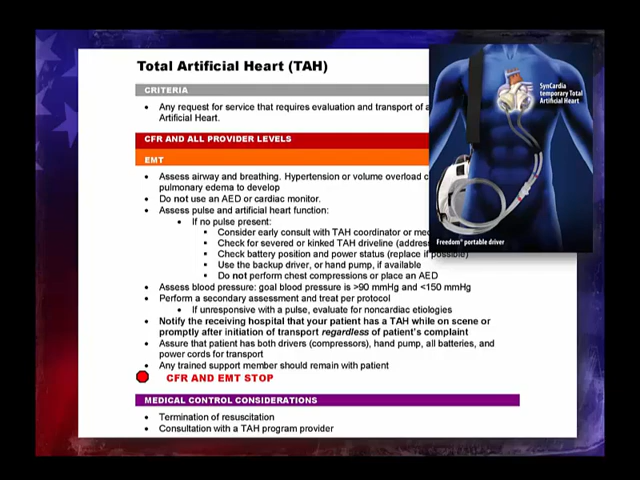 Total Artificial Heart (TAH)
CRITERIA
Any request for service that requires evaluation and transport of a
Artificial Heart.
CFR AND ALL PROVIDER LEVELS
EMT
Assess airway and breathing. Hypertension or volume overload c
pulmonary edema to develop
Do not use an AED or cardiac monitor.
Assess pulse and artificial heart function:
If no pulse present:
Consider early consult with TAH coordinator or med
Check for severed or kinked TAH driveline (address
Check battery position and power status (replace if possible)
Use the backup driver, or hand pump, if available
Do not perform chest compressions or place an AED
Assess blood pressure: goal blood pressure is >90 mmHg and <150 mmHg
Perform a secondary assessment and treat per protocol
If unresponsive with a pulse, evaluate for noncardiac etiologies
Notify the receiving hospital that your patient has a TAH while on scene or
promptly after initiation of transport regardless of patient's complaint
Assure that patient has both drivers (compressors), hand pump, all batteries, and
power cords for transport
Any trained support member should remain with patient
CFR AND EMT STOP
MEDICAL CONTROL CONSIDERATIONS
Termination of resuscitation
Consultation with a TAH program provider
SynCardia
temporary Total
Artificial Heart
Freedom® portable driver